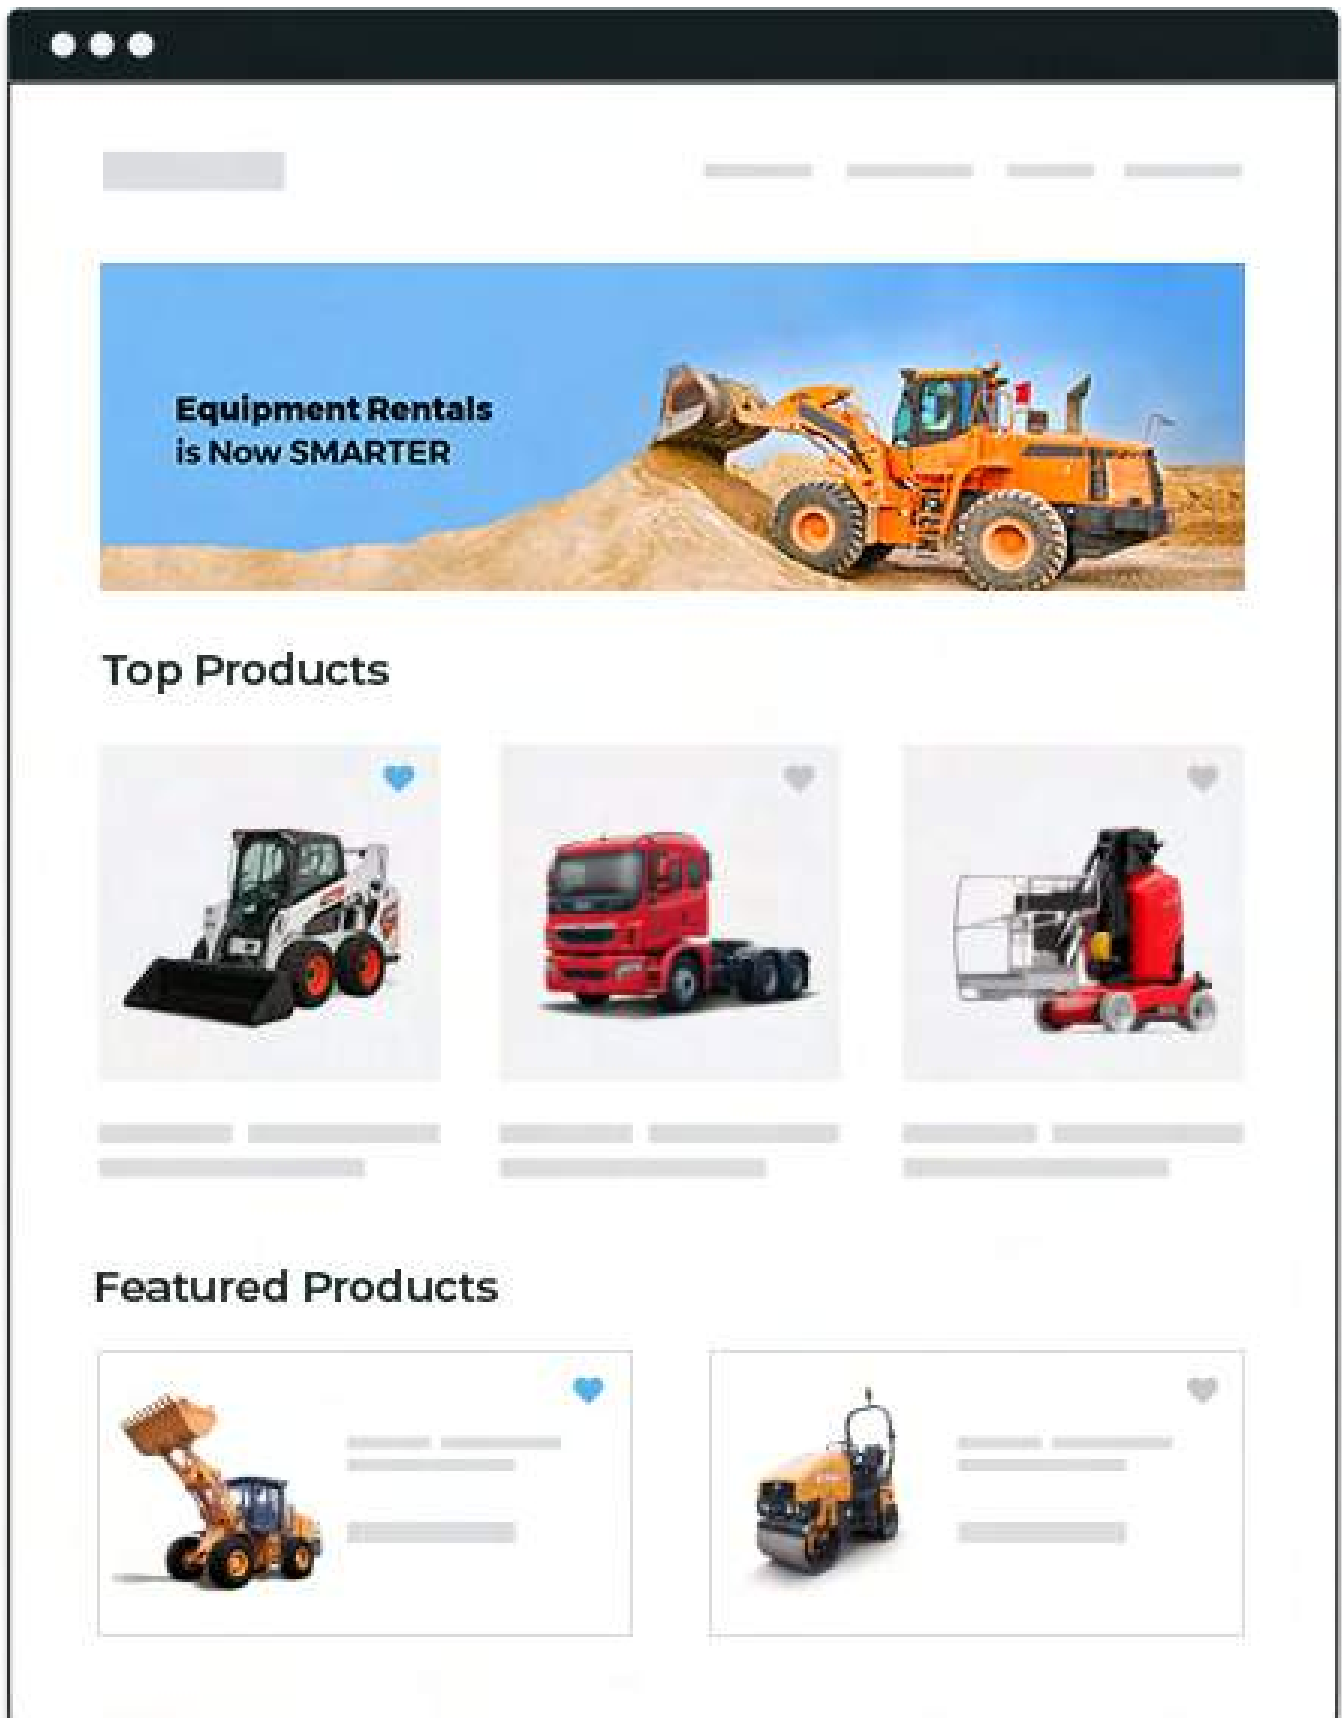 Equipment Rentals
is Now SMARTER
Top Products
Featured Products